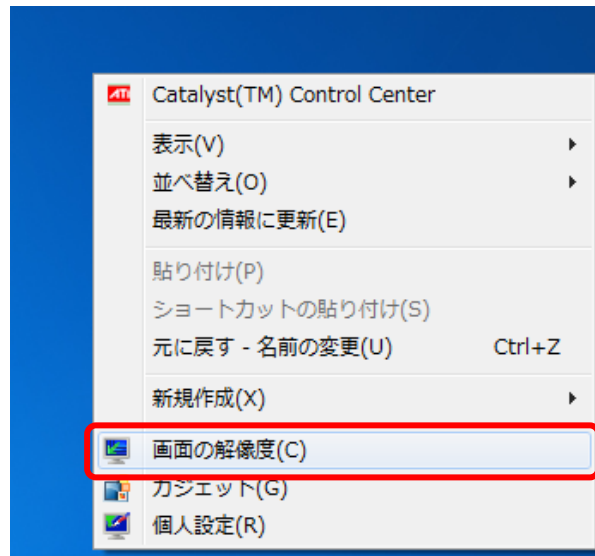 ATI
Catalyst(TM) Control Center
表示(V)
並べ替え(O)
最新の情報に更新(E)
貼り付け(P)
ショートカットの貼り付け(S)
元に戻す - 名前の変更(U) Ctrl+Z
新規作成(X)
画面の解像度(C)
ガジェット(G)
個人設定(R)